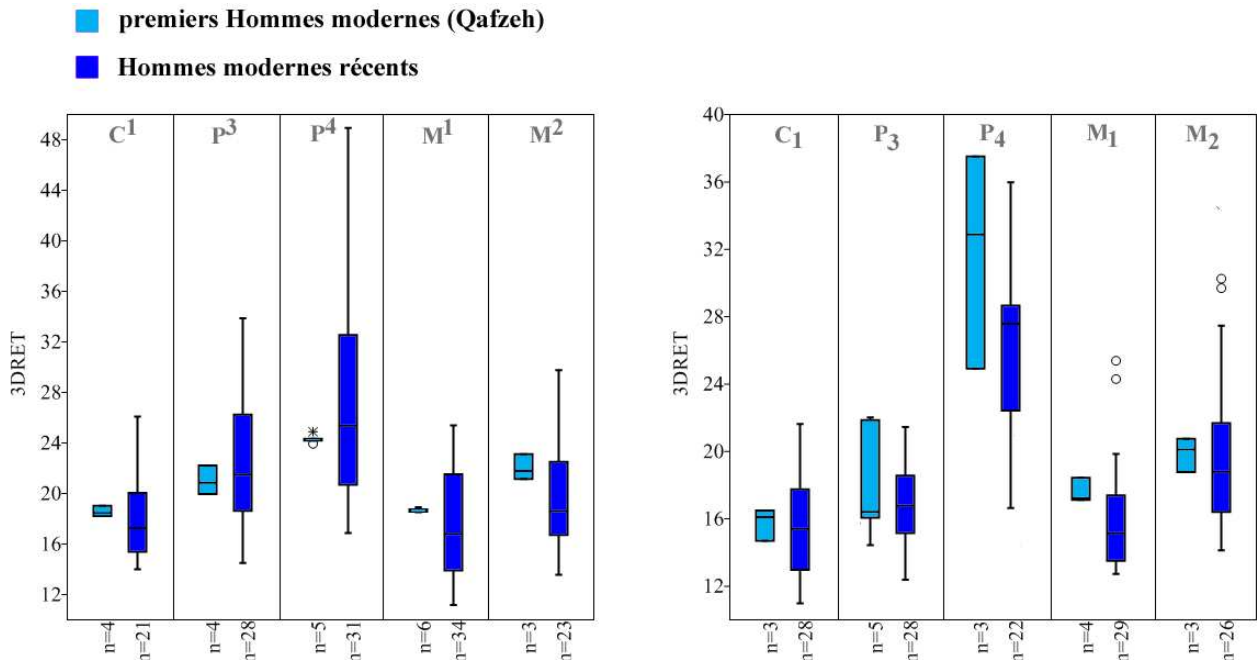 premiers Hommes modernes (Qafzeh)
Hommes modernes récents
C1 P3 P4 M1 M2
48
44
40
36
32
28
24
20
16
12
3DRET
n=4 n=21 n=4 n=28 n=5 n=31 n=6 n=34 n=3 n=23
C1 P3 P4 M1 M2
40
36
32
28
24
20
16
12
3DRET
n=3 n=28 n=5 n=28 n=3 n=22 n=4 n=29 n=3 n=26